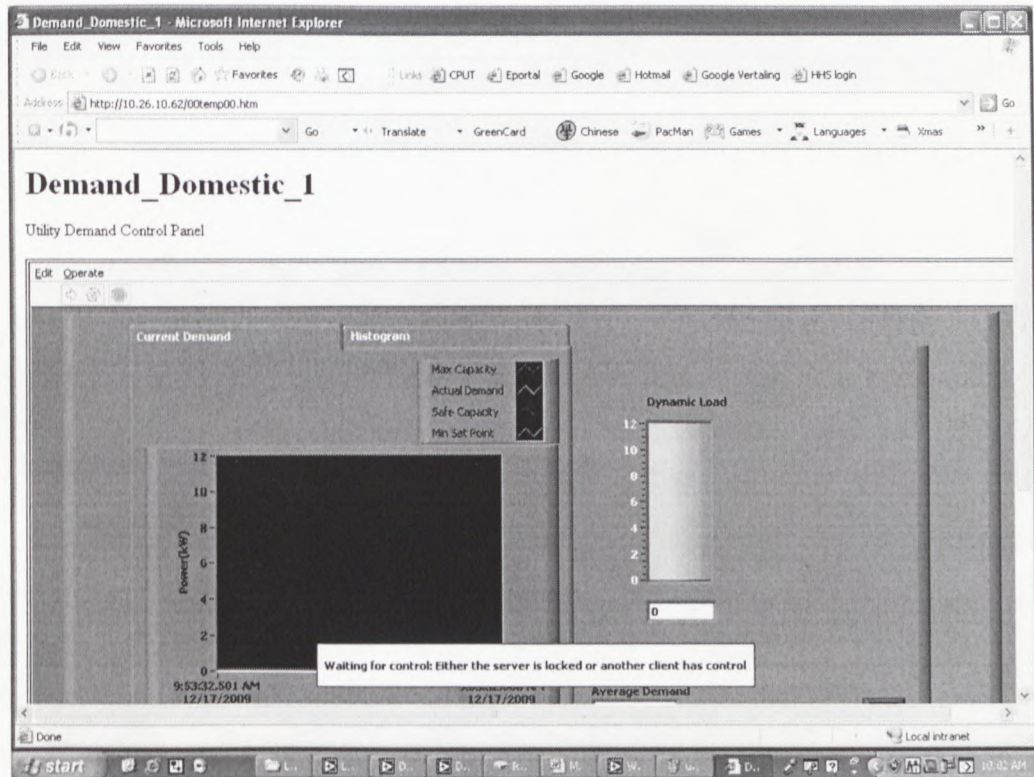 Demand_Domestic_1 - Microsoft Internet Explorer
File Edit View Favorites Tools Help
Back Favorites Links CPUT Eportal Google Hotmail Google Vertaling HHS login
Address http://10.26.10.62/00temp00.htm Go
Go Translate GreenCard Chinese PacMan Games Languages Xmas »
Demand_Domestic_1
Utility Demand Control Panel
Edit Operate
Current Demand Histogram
Max Capacity
Actual Demand
Safe Capacity
Min Set Point
Dynamic Load
12
10
8
6
4
2
0
0
Power(kW)
12
10
8
6
4
2
0
Waiting for control: Either the server is locked or another client has control
9:53:32.501 AM
12/17/2009
12/17/2009
Average Demand
Done Local intranet
start 10:02 AM